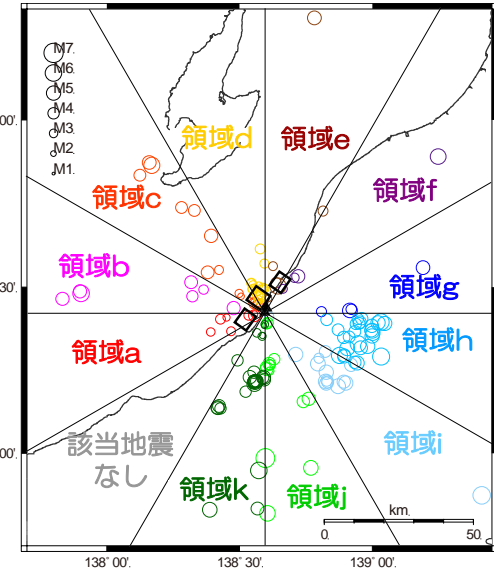 M7.
M6.
M5.
M4.
M3.
M2.
M1.
00'.
領域d
領域e
領域c
領域f
領域b
30'.
領域g
領域a
領域h
該当地震
なし
領域i
00'.
領域k
領域j
km.
0.
40.
138° 00'.
138° 30'.
139° 00'.